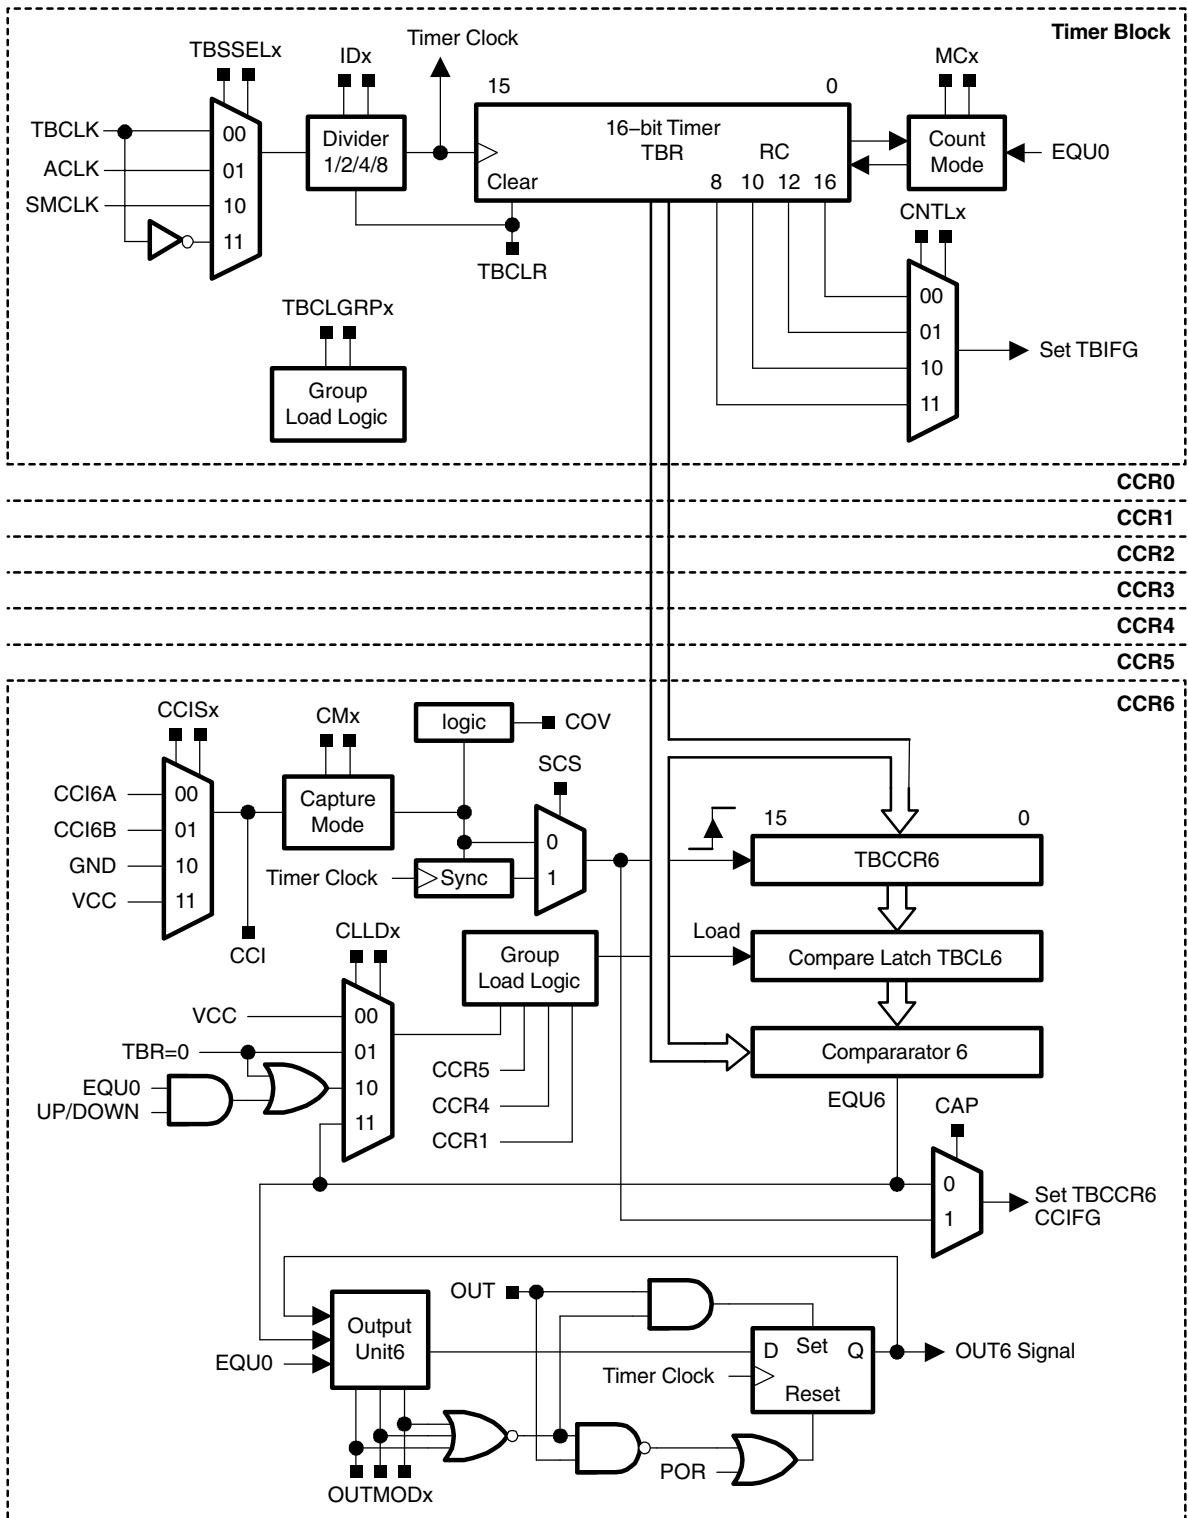 Timer Block
Timer Clock
TBSSELx
IDx
MCx
15
0
TBCLK
00
Divider
1/2/4/8
16−bit Timer
TBR
RC
Count
Mode
EQU0
ACLK
01
Clear
8 10 12 16
SMCLK
10
11
CNTLx
TBCLR
00
TBCLGRPx
01
Set TBIFG
10
Group
Load Logic
11
CCR0
CCR1
CCR2
CCR3
CCR4
CCR5
CCR6
CCISx
CMx
logic
COV
SCS
CCI6A
00
Capture
Mode
15
0
CCI6B
01
0
TBCCR6
GND
10
Timer Clock
Sync
1
VCC
11
CCI
CLLDx
Group
Load Logic
Load
Compare Latch TBCL6
VCC
00
TBR=0
01
Compararator 6
EQU0
10
CCR5
UP/DOWN
11
CCR4
CCR1
EQU6
CAP
0
Set TBCCR6
CCIFG
1
OUT
Output
Unit6
D
Set
Q
OUT6 Signal
EQU0
Timer Clock
Reset
POR
OUTMODx